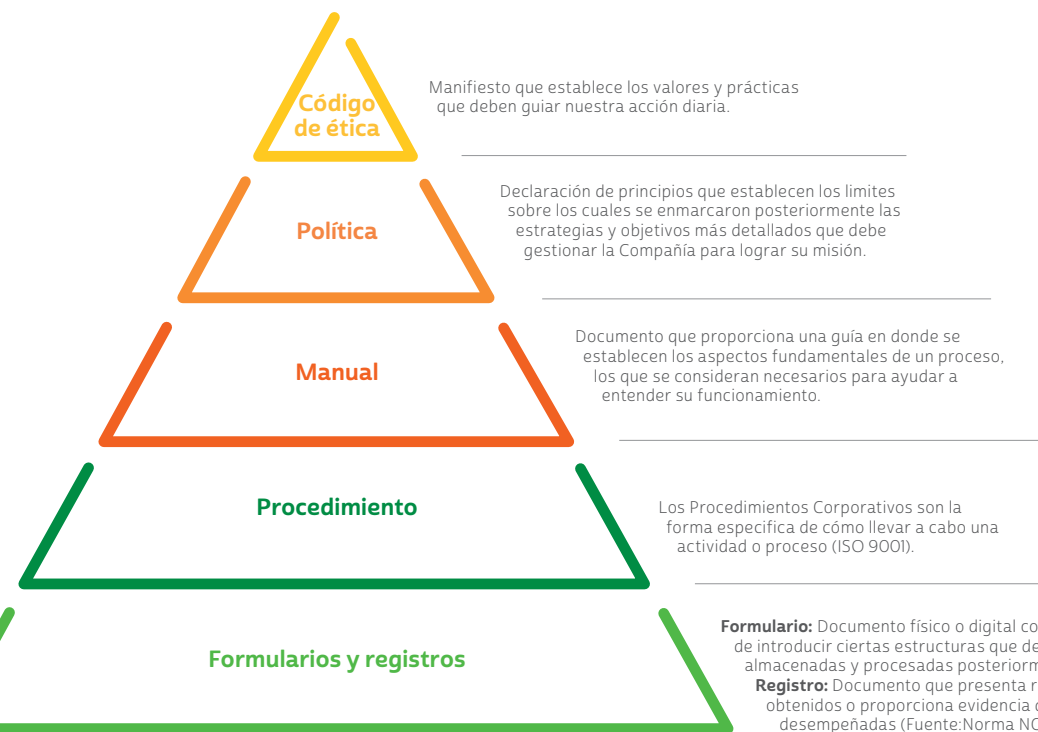 Código
de ética
Manifiesto que establece los valores y prácticas
que deben guiar nuestra acción diaria.
Política
Declaración de principios que establecen los limites
sobre los cuales se enmarcaron posteriormente las
estrategias y objetivos más detallados que debe
gestionar la Compañía para lograr su misión.
Manual
Documento que proporciona una guía en donde se
establecen los aspectos fundamentales de un proceso,
los que se consideran necesarios para ayudar a
entender su funcionamiento.
Procedimiento
Los Procedimientos Corporativos son la
forma especifica de cómo llevar a cabo una
actividad o proceso (ISO 9001).
Formularios y registros
Formulario: Documento físico o digital
de introducir ciertas estructuras que
almacenadas y procesadas
Registro: Documento que presenta
obtenidos o proporciona evidencia
desempeñadas (Fuente:Norma